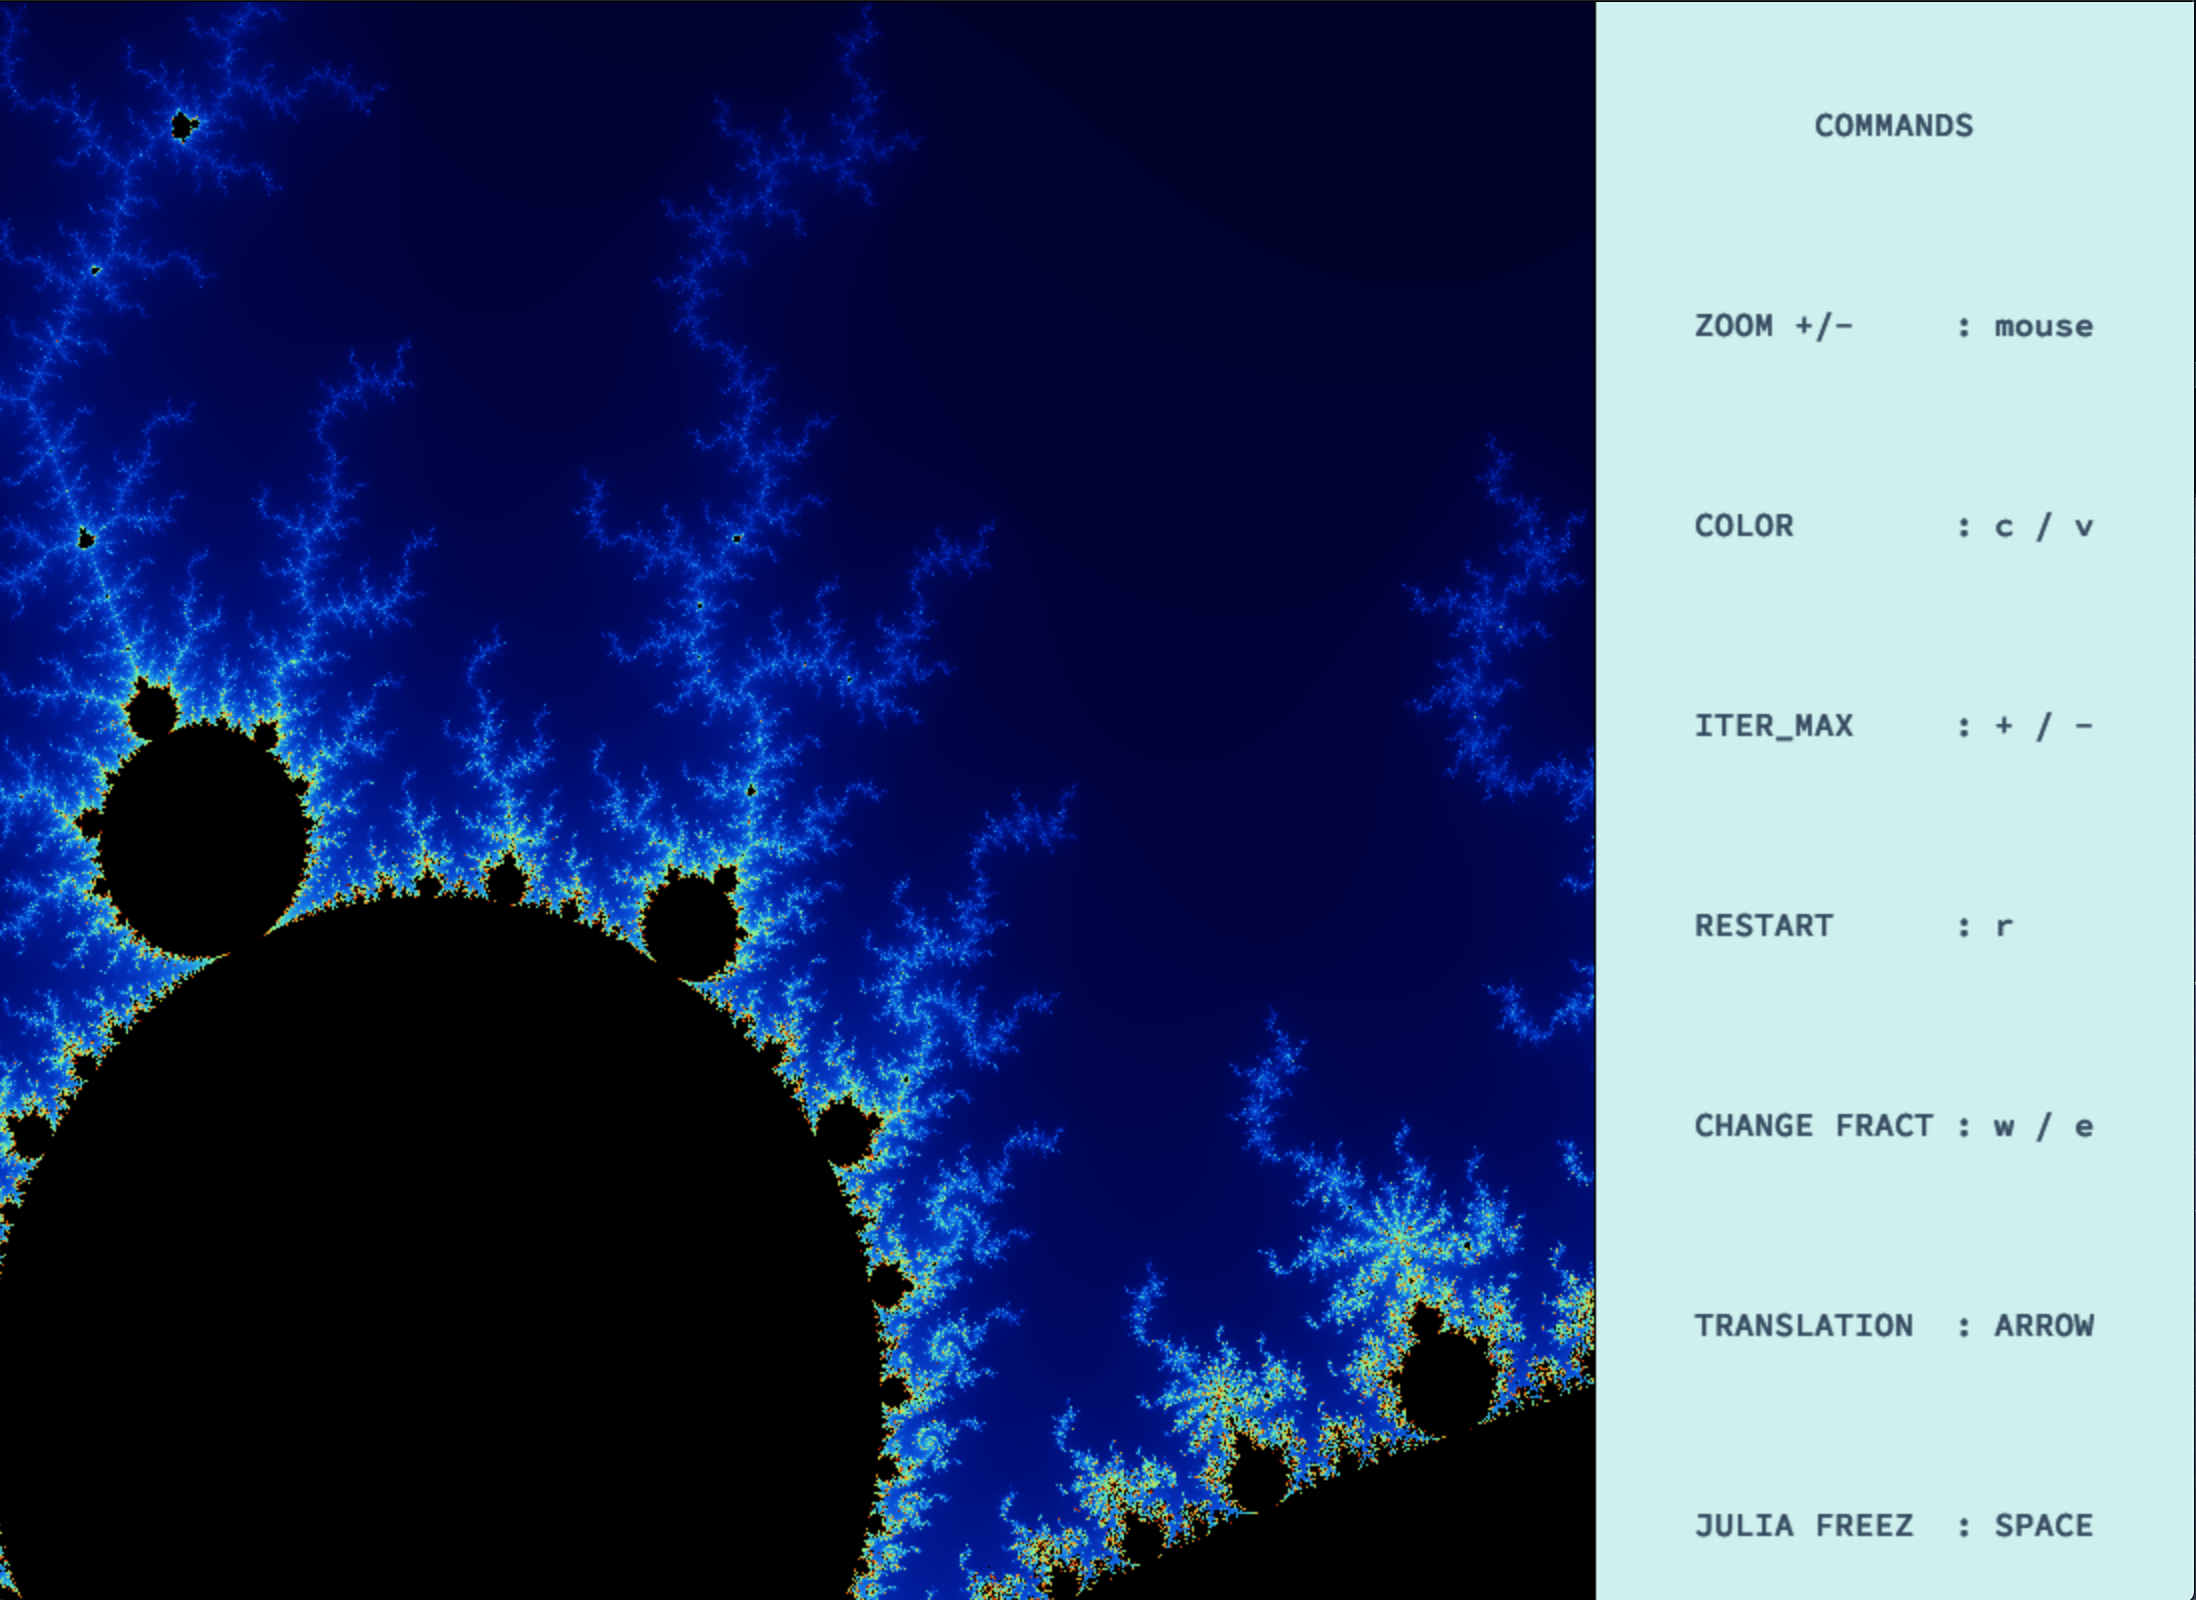 COMMANDS
ZOOM +/- : mouse
COLOR : c / v
ITER_MAX : + / -
RESTART : r
CHANGE FRACT : w / e
TRANSLATION : ARROW
JULIA FREEZ : SPACE